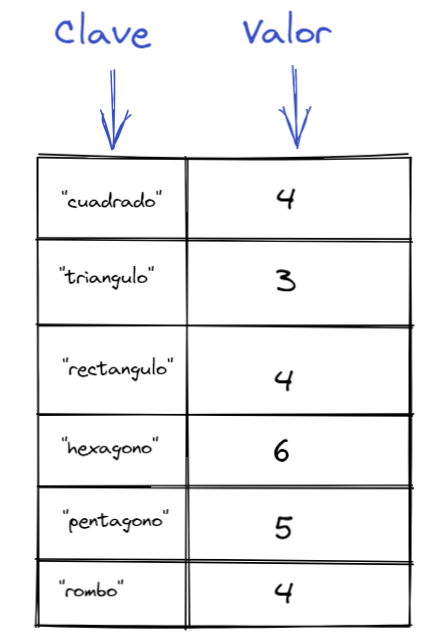 Clave Valor
"cuadrado" 4
"triangulo" 3
"rectangulo" 4
"hexagono" 6
"pentagono" 5
"rombo" 4